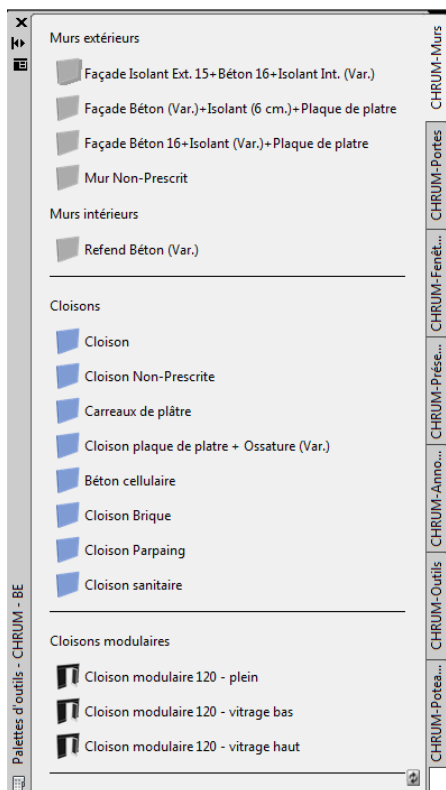 Murs extérieurs
Façade Isolant Ext. 15+Béton 16+Isolant Int. (Var.)
Façade Béton (Var.)+Isolant (6 cm.)+Plaque de platre
Façade Béton 16+Isolant (Var.)+Plaque de platre
Mur Non-Prescrit
Murs intérieurs
Refend Béton (Var.)
Cloisons
Cloison
Cloison Non-Prescrite
Carreaux de plâtre
Cloison plaque de platre + Ossature (Var.)
Béton cellulaire
Cloison Brique
Cloison Parpaing
Cloison sanitaire
Cloisons modulaires
Cloison modulaire 120 - plein
Cloison modulaire 120 - vitrage bas
Cloison modulaire 120 - vitrage haut
Palettes d'outils - CHRUM - BE
CHRUM-Murs
CHRUM-Portes
CHRUM-Fenêt...
CHRUM-Prése...
CHRUM-Anno...
CHRUM-Outils
CHRUM-Potea...